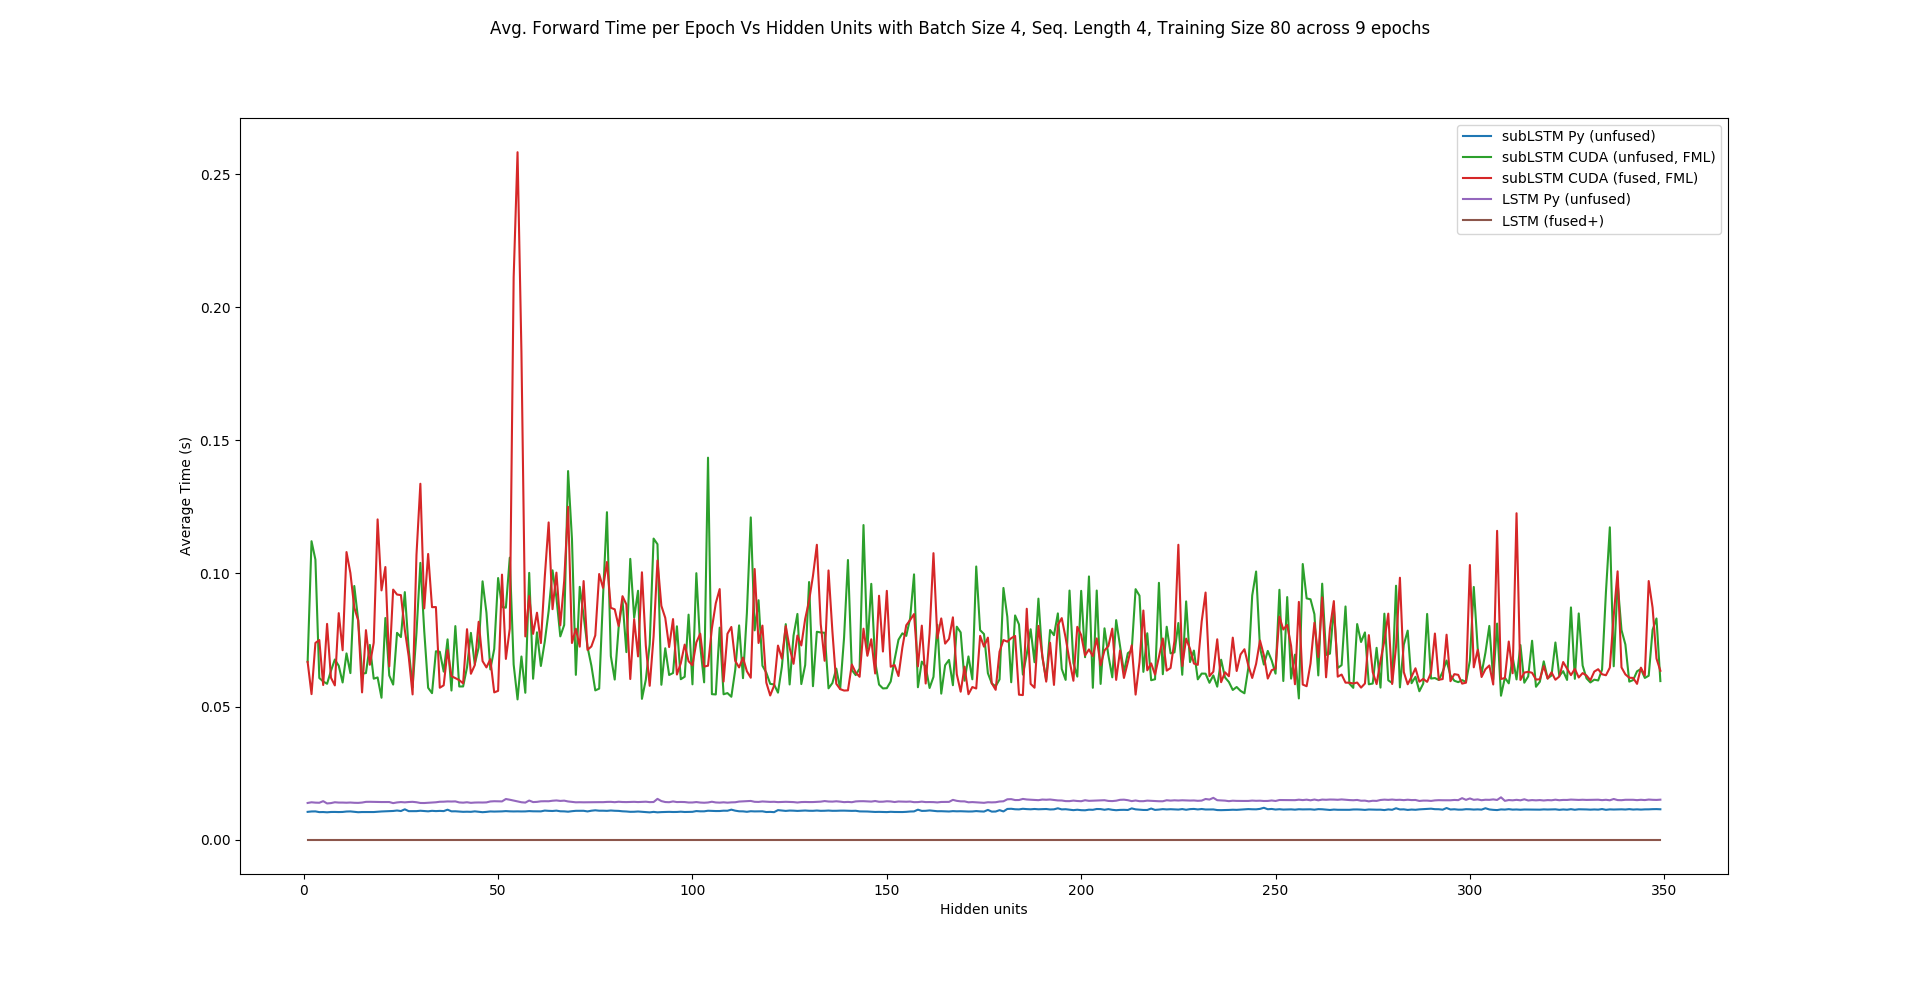 Avg. Forward Time per Epoch Vs Hidden Units with Batch Size 4, Seq. Length 4, Training Size 80 across 9 epochs
subLSTM Py (unfused)
subLSTM CUDA (unfused, FML)
subLSTM CUDA (fused, FML)
LSTM Py (unfused)
LSTM (fused+)
Average Time (s)
0.25
0.20
0.15
0.10
0.05
0.00
0 50 100 150 200 250 300 350
Hidden units